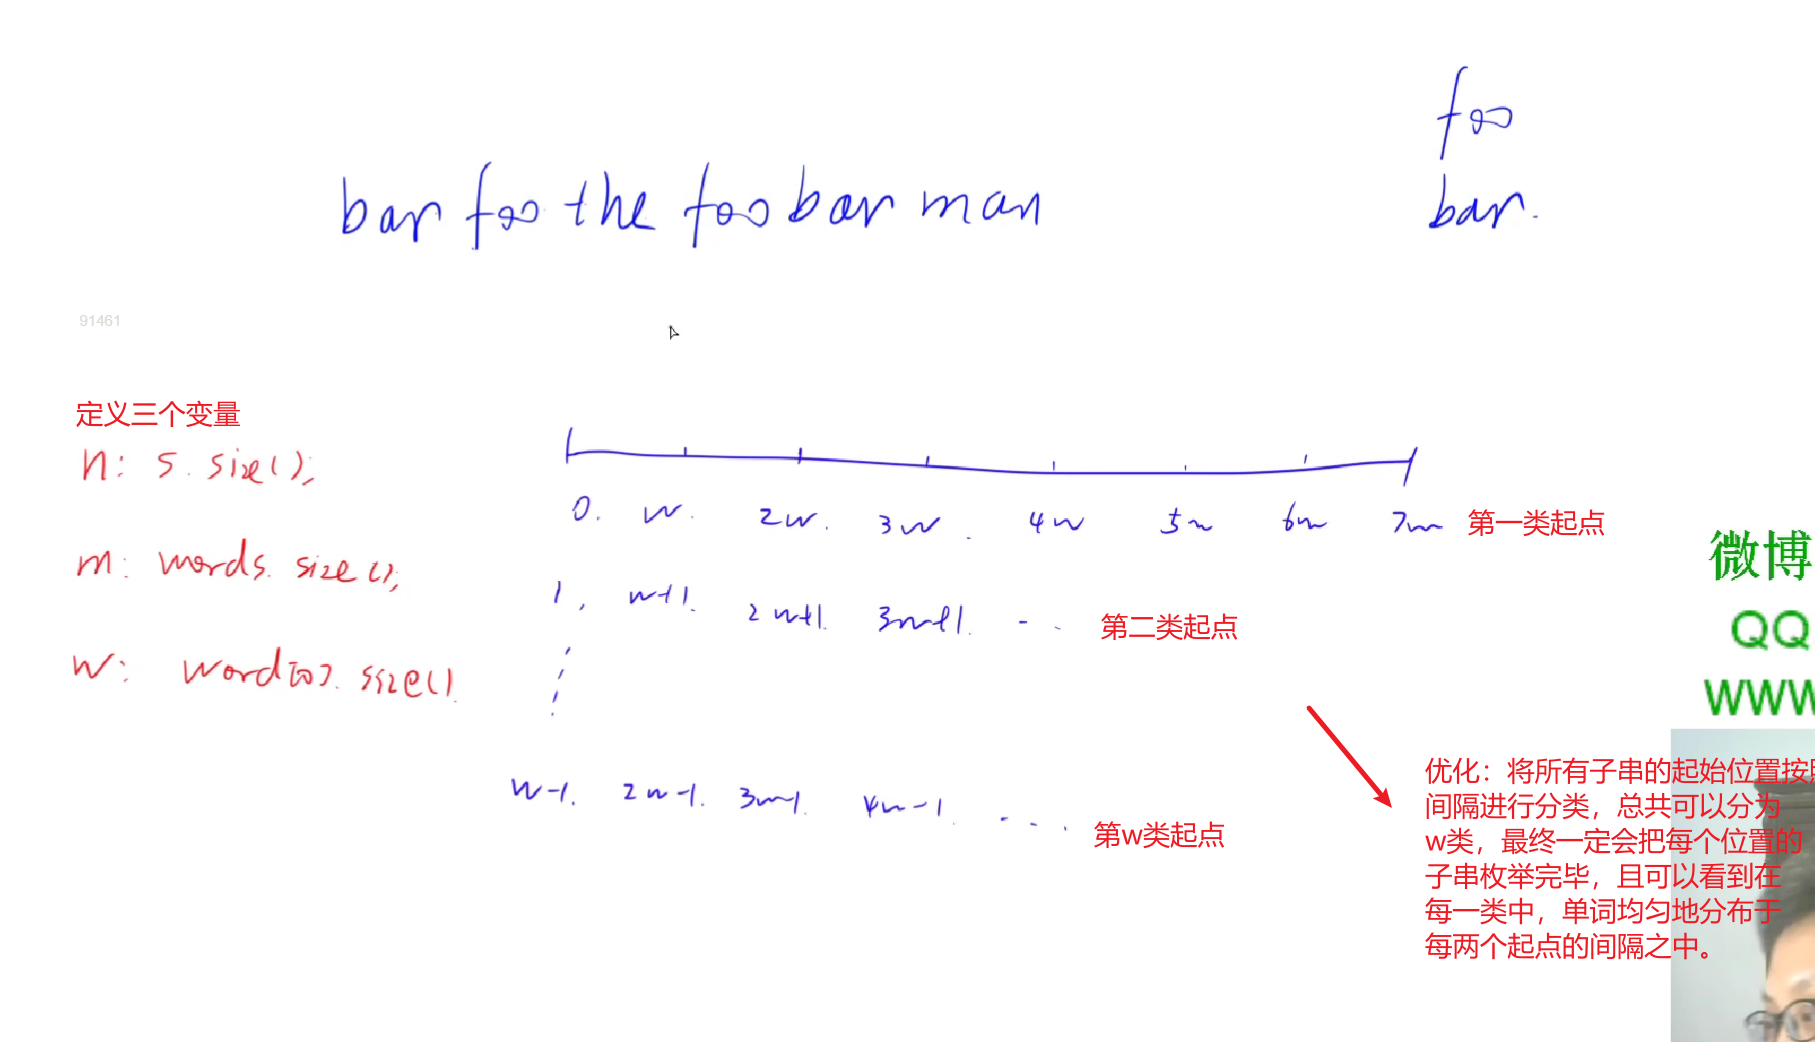 foo
bar foo the foo bar man
bar.
91461
定义三个变量
n: s.size();
0. w. 2w. 3w. 4w 5w 6w 7w 第一类起点
m: words.size();
1, w+1. 2w+1. 3w+1. - . 第二类起点
w: word[0].size().
w-1. 2w-1. 3w-1. 4w-1. ... 第w类起点
微博
QQ
WWW
优化：将所有子串的起始位置按照
间隔进行分类，总共可以分为
w类，最终一定会把每个位置的
子串枚举完毕，且可以看到在
每一类中，单词均匀地分布于
每两个起点的间隔之中。